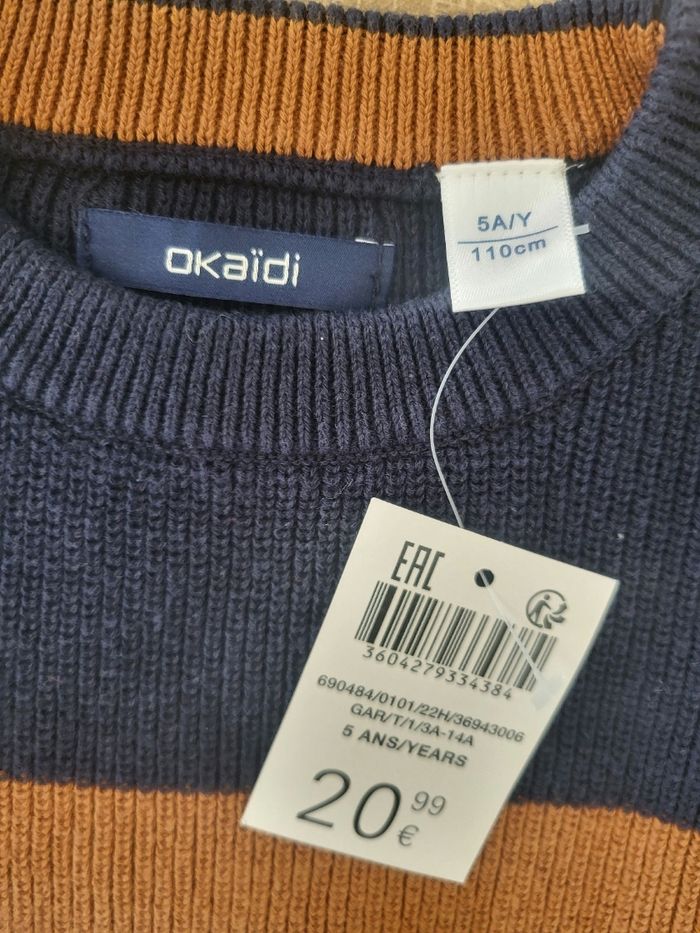 okaïdi
5A/Y
110cm
EAC
3604279334384
690484/0101/22H/36943006
GAR/T/1/3A-14A
5 ANS/YEARS
20,99
€